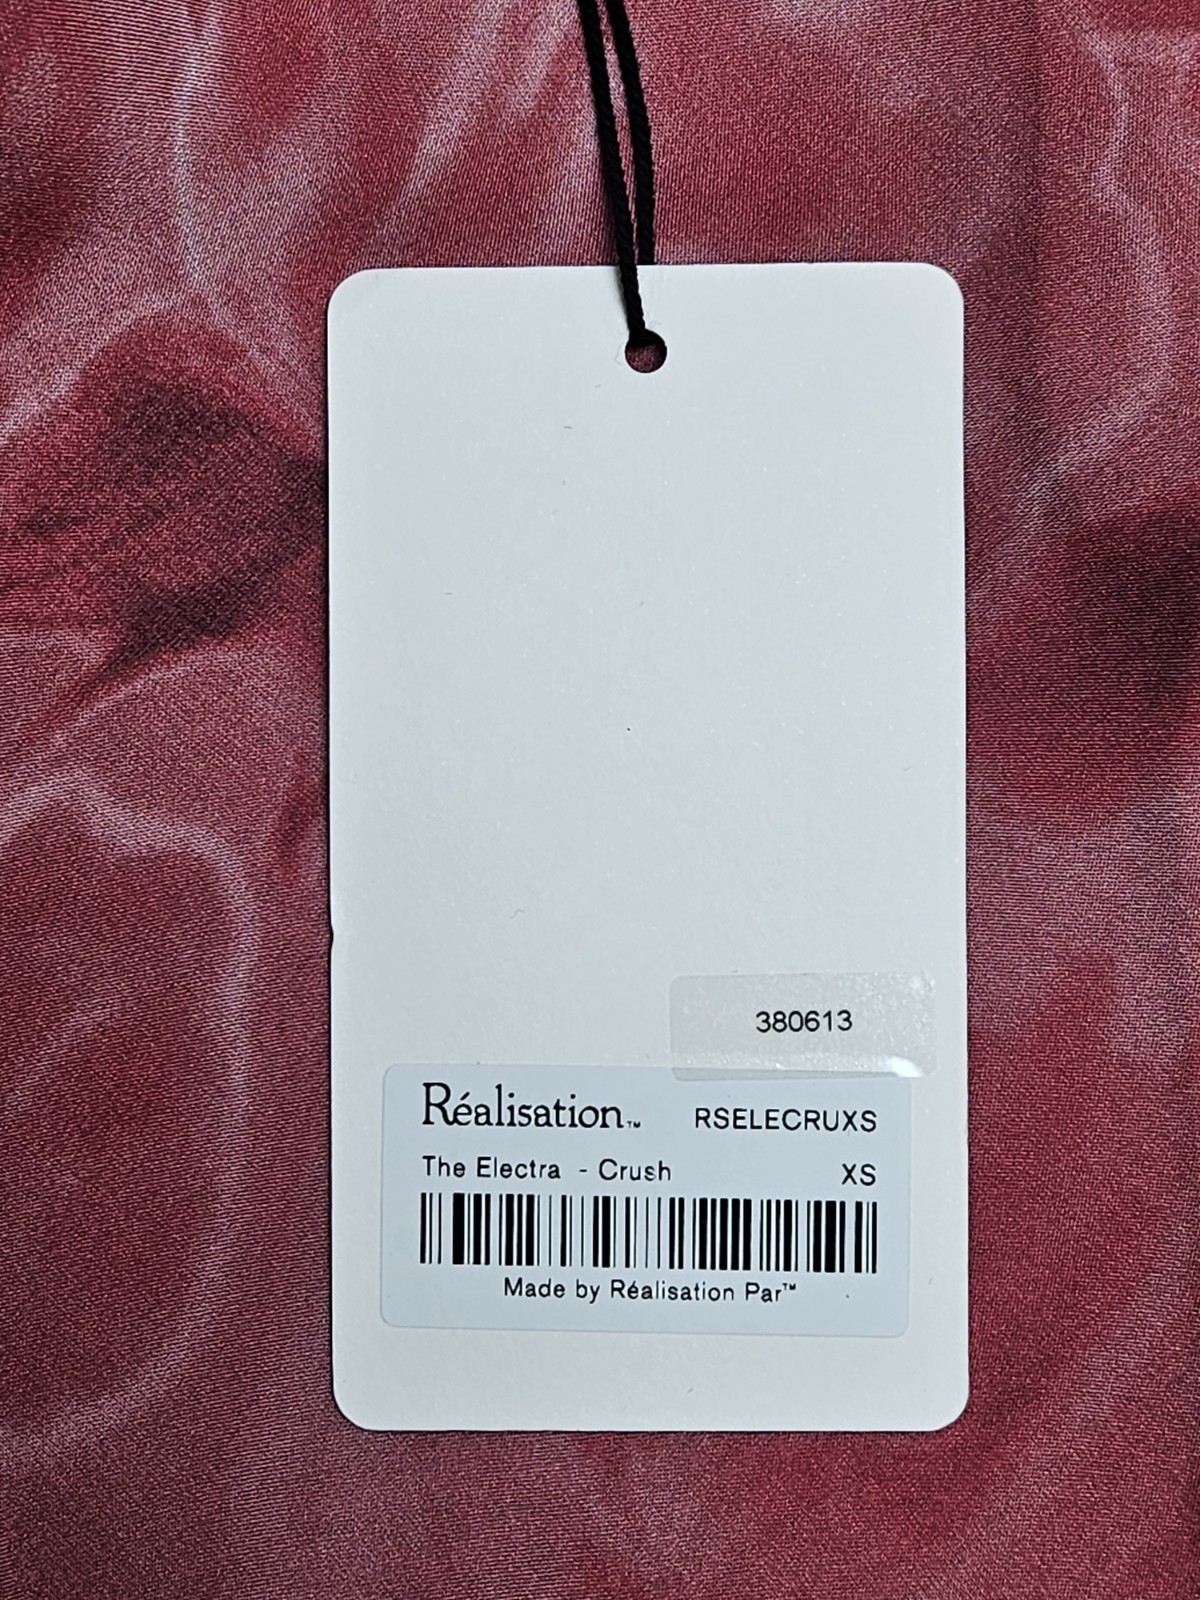 380613
Réalisation™ RSELECRUXS
The Electra - Crush XS
Made by Réalisation Par™